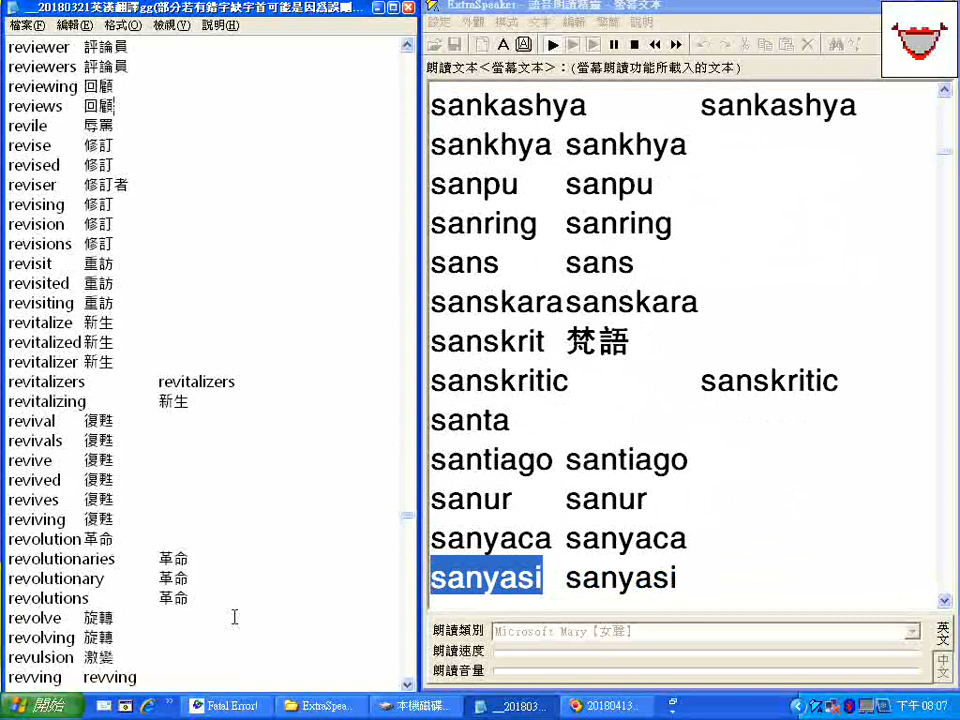 __20180321英漢翻譯gg(部分若有錯字缺字首可能是因爲誤刪...
檔案(F) 編輯(E) 格式(O) 檢視(V) 說明(H)
reviewer 評論員
reviewers 評論員
reviewing 回顧
reviews 回顧
revile 辱罵
revise 修訂
revised 修訂
reviser 修訂者
revising 修訂
revision 修訂
revisions 修訂
revisit 重訪
revisited 重訪
revisiting 重訪
revitalize 新生
revitalized 新生
revitalizer 新生
revitalizers revitalizers
revitalizing 新生
revival 復甦
revivals 復甦
revive 復甦
revived 復甦
revives 復甦
reviving 復甦
revolution 革命
revolutionaries 革命
revolutionary 革命
revolutions 革命
revolve 旋轉
revolving 旋轉
revulsion 激變
revving revving
ExtraSpeaker - 語音朗讀精靈 - 螢幕文本
設定 外觀 模式 文本 編輯 繁簡 說明
朗讀文本<螢幕文本>：(螢幕朗讀功能所載入的文本)
sankashya sankashya
sankhya sankhya
sanpu sanpu
sanring sanring
sans sans
sanskara sanskara
sanskrit 梵語
sanskritic sanskritic
santa
santiago santiago
sanur sanur
sanyaca sanyaca
sanyasi sanyasi
朗讀類別 Microsoft Mary【女聲】
朗讀速度
朗讀音量
英文
中文
開始 Fatal Error! ExtraSpea... 本機磁碟... __201803... 20180413... 下午 08:07